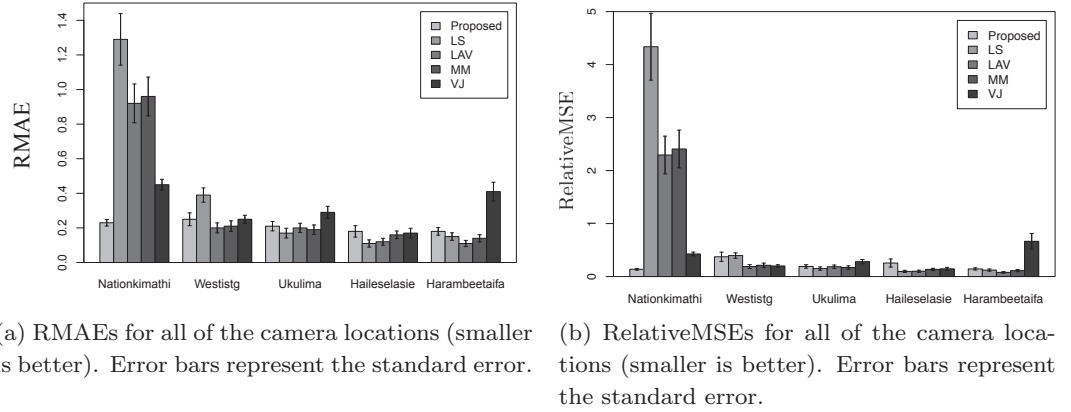 RMAE
0.0 0.2 0.4 0.6 0.8 1.0 1.2 1.4
Proposed
LS
LAV
MM
VJ
Nationkimathi Westistg Ukulima Haileselasie Harambeetaifa
(a) RMAEs for all of the camera locations (smaller
is better). Error bars represent the standard error.
RelativeMSE
0 1 2 3 4 5
Proposed
LS
LAV
MM
VJ
Nationkimathi Westistg Ukulima Haileselasie Harambeetaifa
(b) RelativeMSEs for all of the camera loca-
tions (smaller is better). Error bars represent
the standard error.